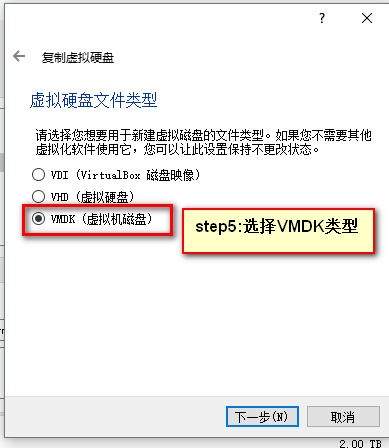 ?
复制虚拟硬盘
虚拟硬盘文件类型
请选择您想要用于新建虚拟磁盘的文件类型。如果您不需要其他
虚拟化软件使用它，您可以让此设置保持不更改状态。
VDI (VirtualBox 磁盘映像)
VHD (虚拟硬盘)
VMDK (虚拟机磁盘)
step5:选择VMDK类型
下一步(N)
取消
2.00 TB